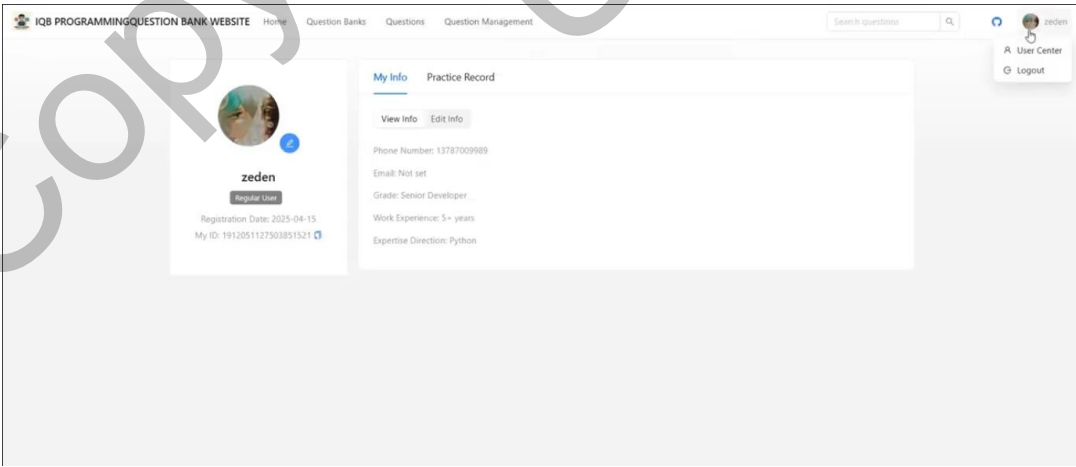 IQB PROGRAMMINGQUESTION BANK WEBSITE Home Question Banks Questions Question Management Search questions zeden
User Center
Logout
My Info Practice Record
View Info Edit Info
Phone Number: 13787009989
Email: Not set
Grade: Senior Developer
Work Experience: 5+ years
Expertise Direction: Python
zeden
Regular User
Registration Date: 2025-04-15
My ID: 1912051127503851521
Copy